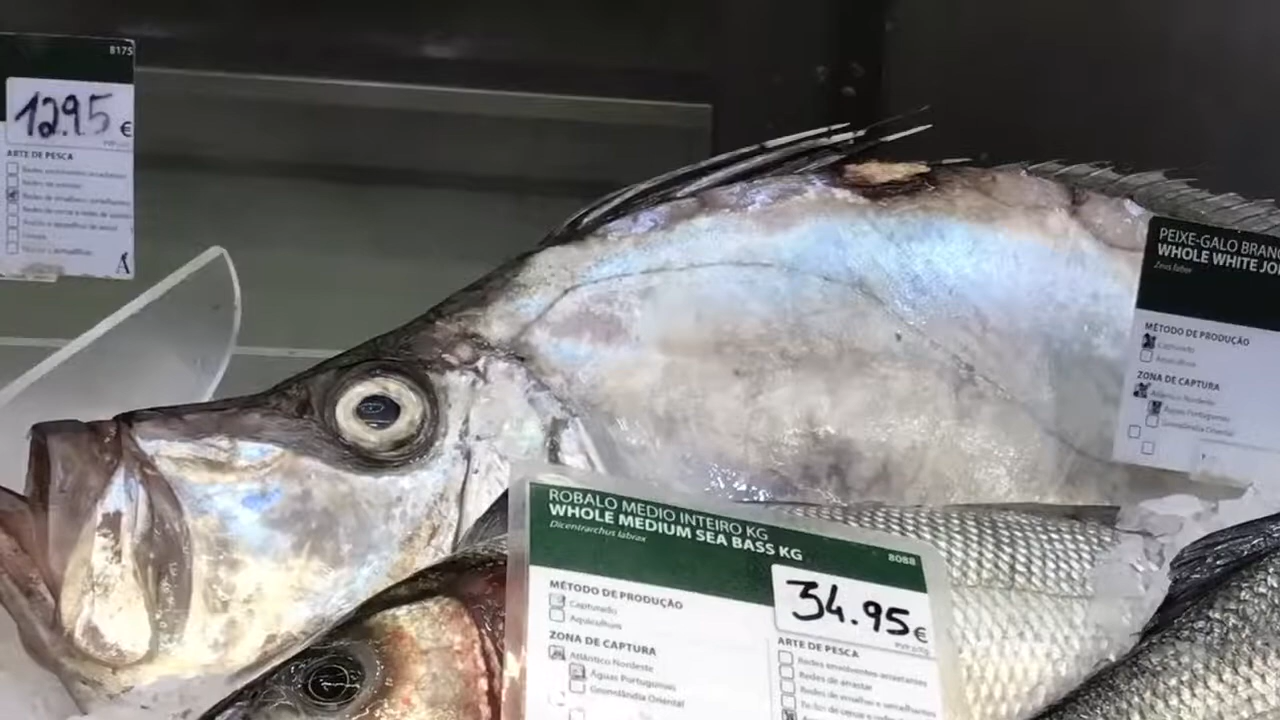 8175
12.95 €
ARTE DE PESCA
PEIXE-GALO BRANC
WHOLE WHITE JO
Zeus faber
MÉTODO DE PRODUÇÃO
Capturado
Aquicultura
ZONA DE CAPTURA
Atlântico Nordeste
Águas Portuguesas
Gronelândia Oriental
ROBALO MEDIO INTEIRO KG
WHOLE MEDIUM SEA BASS KG
Dicentrarchus labrax
8088
34.95 €
MÉTODO DE PRODUÇÃO
Capturado
Aquicultura
ZONA DE CAPTURA
Atlântico Nordeste
Águas Portuguesas
Gronelândia Oriental
ARTE DE PESCA
Redes envolventes arrastantes
Redes de arrastar
Redes de emalhar e semelhantes